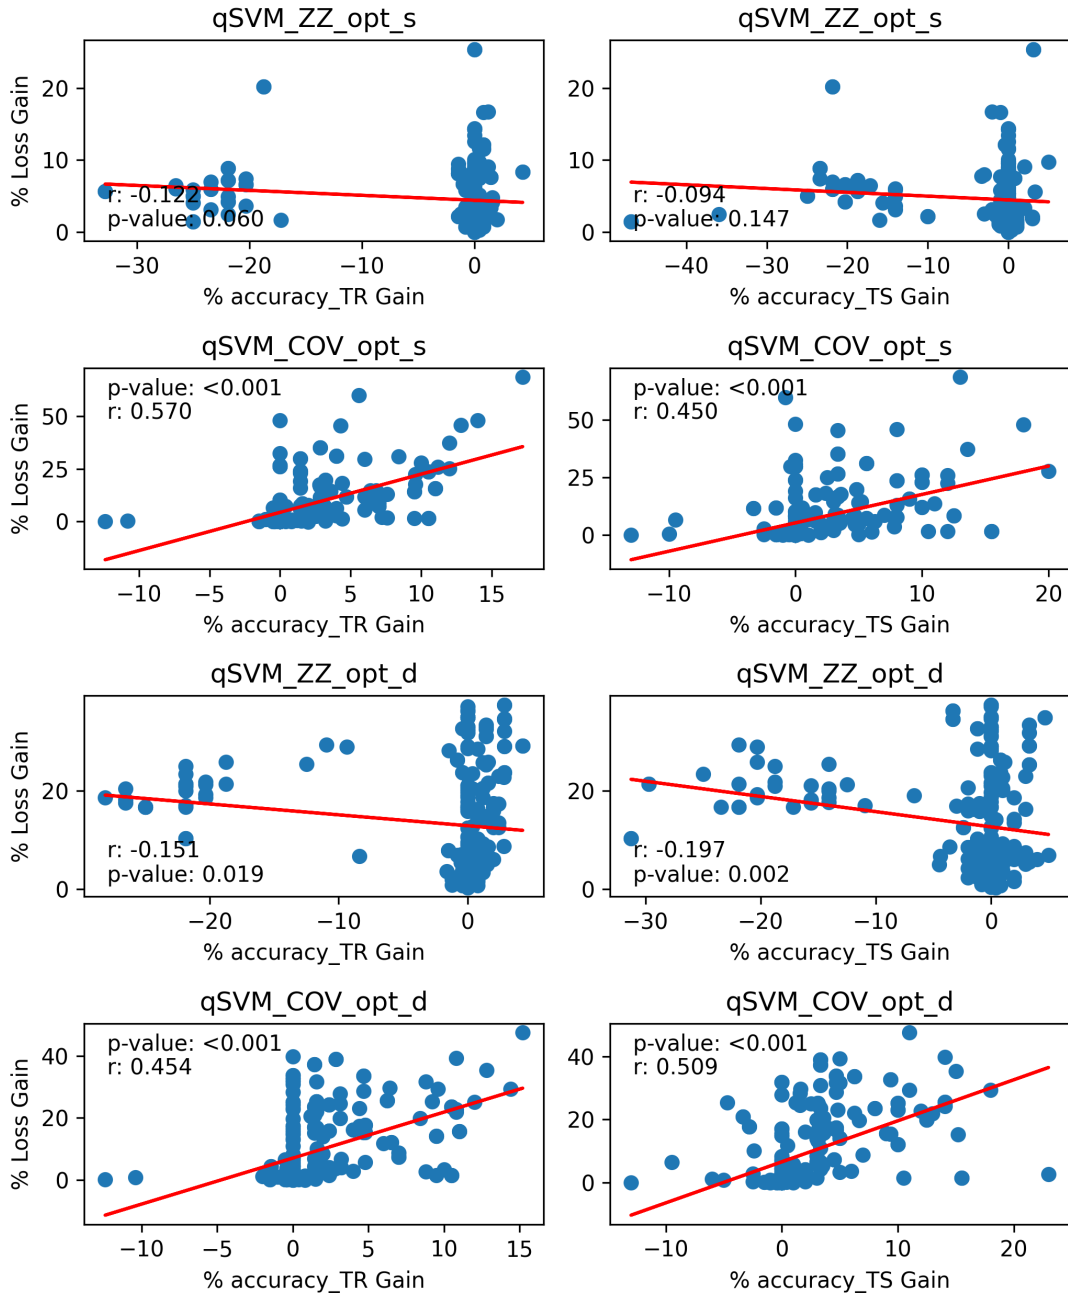 qSVM_ZZ_opt_s
% Loss Gain
20
10
0
r: -0.122
p-value: 0.060
−30
−20
−10
0
% accuracy_TR Gain
qSVM_ZZ_opt_s
20
10
0
r: -0.094
p-value: 0.147
−40
−30
−20
−10
0
% accuracy_TS Gain
qSVM_COV_opt_s
% Loss Gain
50
25
0
p-value: <0.001
r: 0.570
−10
−5
0
5
10
15
% accuracy_TR Gain
qSVM_COV_opt_s
50
25
0
p-value: <0.001
r: 0.450
−10
0
10
20
% accuracy_TS Gain
qSVM_ZZ_opt_d
% Loss Gain
20
0
r: -0.151
p-value: 0.019
−20
−10
0
% accuracy_TR Gain
qSVM_ZZ_opt_d
20
0
r: -0.197
p-value: 0.002
−30
−20
−10
0
% accuracy_TS Gain
qSVM_COV_opt_d
% Loss Gain
40
20
0
p-value: <0.001
r: 0.454
−10
−5
0
5
10
15
% accuracy_TR Gain
qSVM_COV_opt_d
40
20
0
p-value: <0.001
r: 0.509
−10
0
10
20
% accuracy_TS Gain